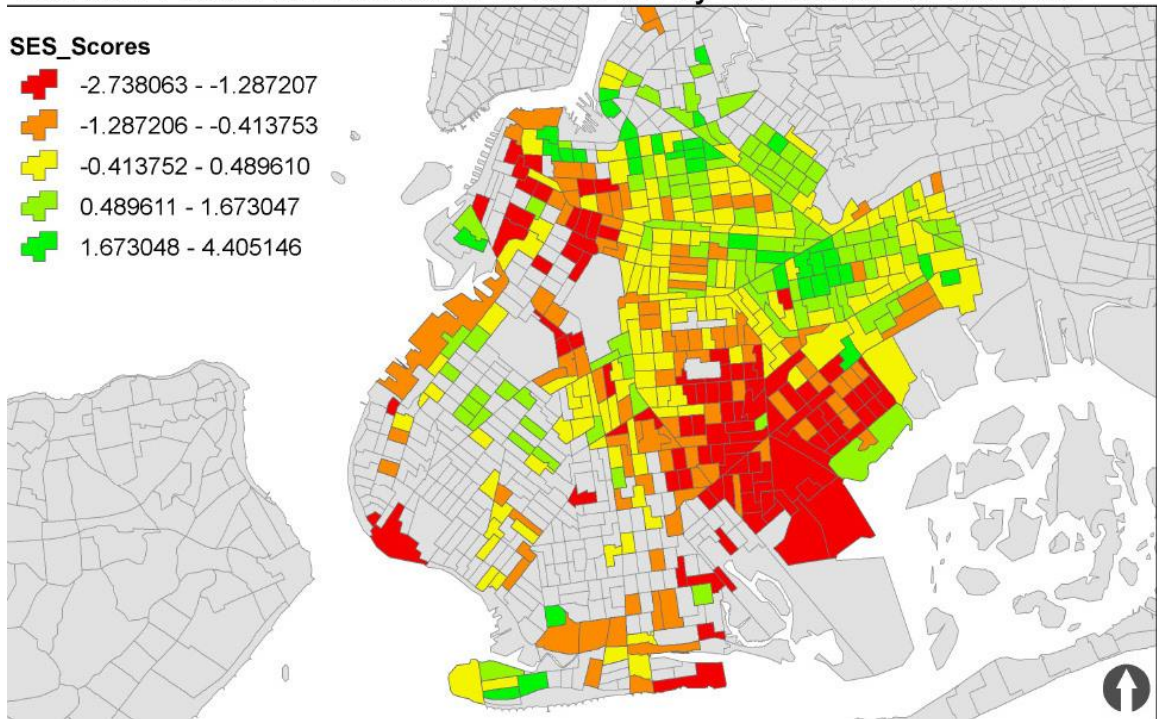 SES_Scores
-2.738063 - -1.287207
-1.287206 - -0.413753
-0.413752 - 0.489610
0.489611 - 1.673047
1.673048 - 4.405146